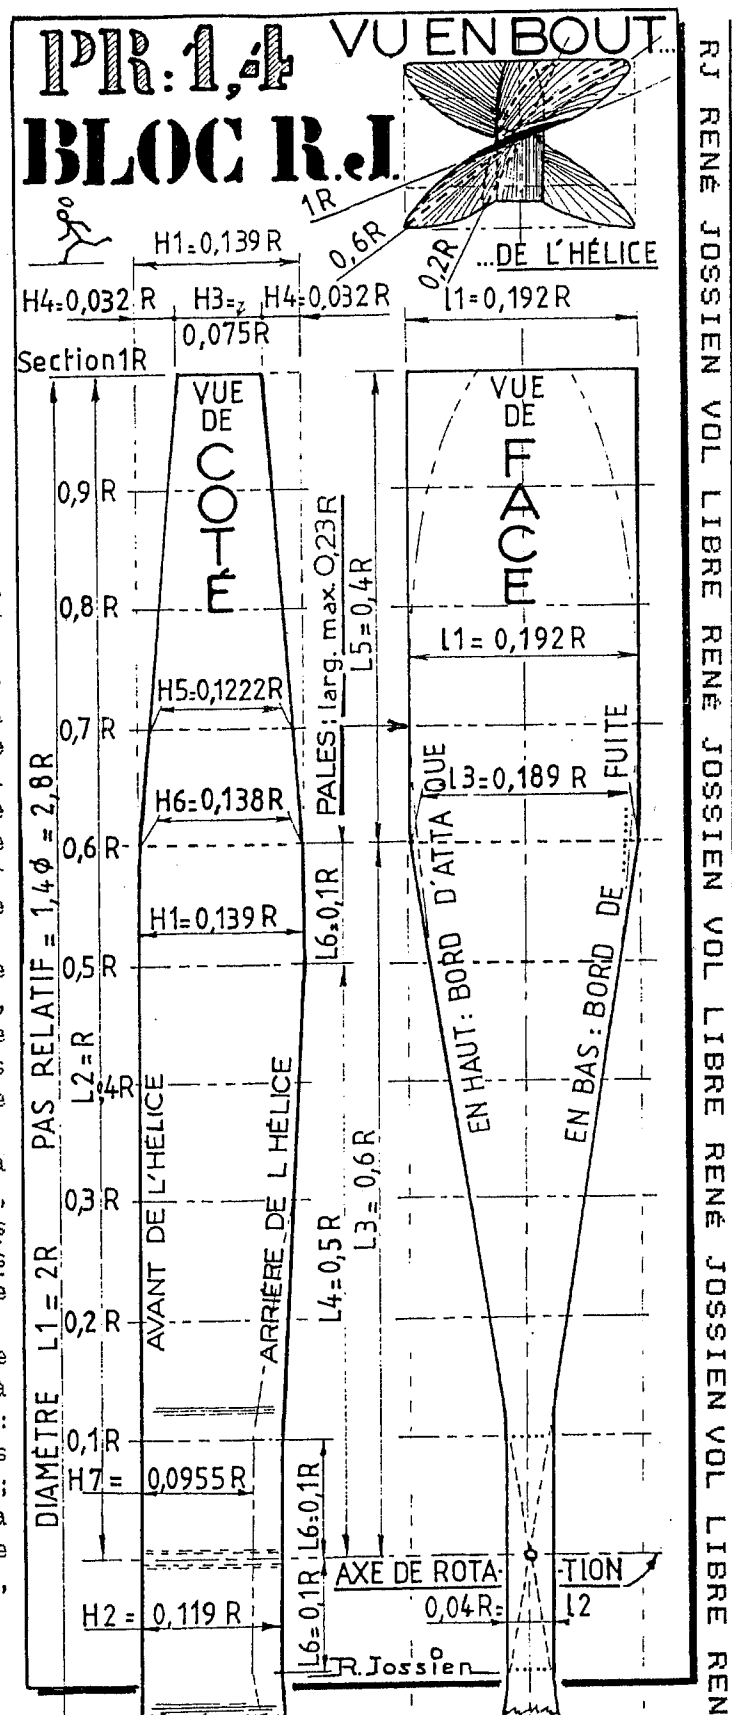 PR:1,4
VU EN BOUT...
BLOC R.J.
1R
0,6R
0,2R
...DE L'HÉLICE
H1=0,139 R
H4=0,032 R
H3=
0,075R
H4=0,032 R
l1=0,192R
Section 1R
VUE
DE
COTÉ
VUE
DE
FACE
0,9 R
0,8 R
0,7 R
0,6 R
0,5 R
,4R
0,3 R
0,2 R
0,1 R
H5=0,1222R
H6=0,138R
H1=0,139 R
PALES: larg. max. 0,23R
L5=0,4R
l1= 0,192R
l3=0,189 R
EN HAUT: BORD D'ATTAQUE
EN BAS: BORD DE FUITE
L6=0,1R
PAS RELATIF = 1,4Φ = 2,8R
L2=R
DIAMÈTRE L1=2R
AVANT DE L'HÉLICE
ARRIÈRE DE L HÉLICE
L4=0,5R
L3= 0,6R
H7= 0,0955R
L6=0,1R
L6=0,1R
AXE DE ROTATION
H2= 0,119 R
0,04R= l2
R. Jossien
RJ RENÉ JOSSIEN VOL LIBRE RENÉ JOSSIEN VOL LIBRE RENÉ JOSSIEN VOL LIBRE REN